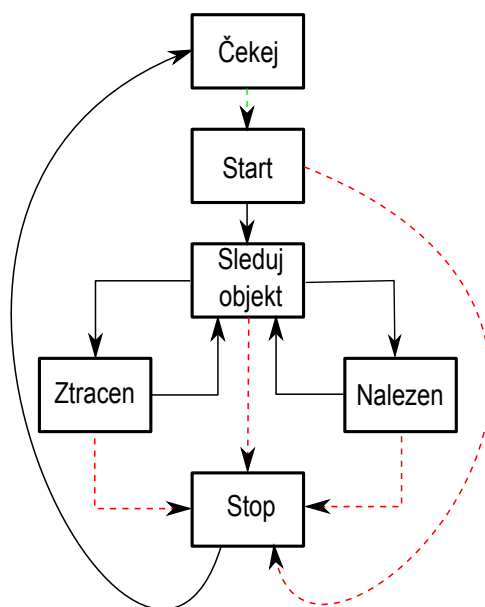 Čekej
Start
Sleduj
objekt
Ztracen
Nalezen
Stop